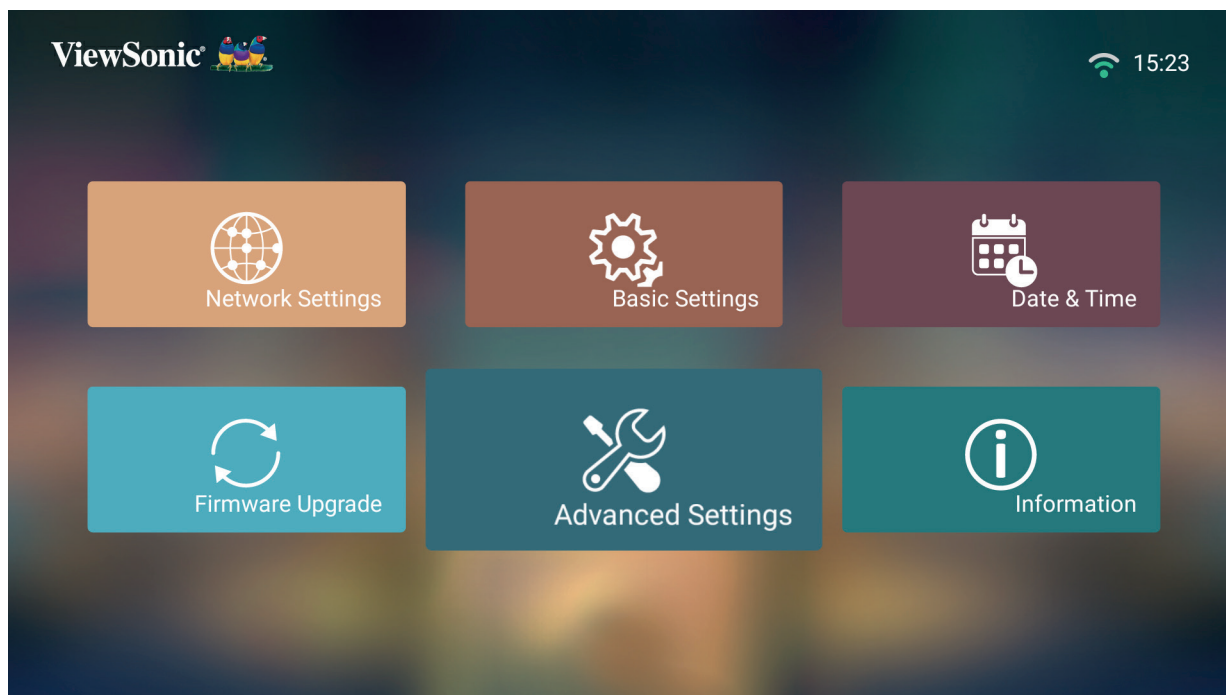 ViewSonic®
15:23
Network Settings
Basic Settings
Date & Time
Firmware Upgrade
Advanced Settings
Information